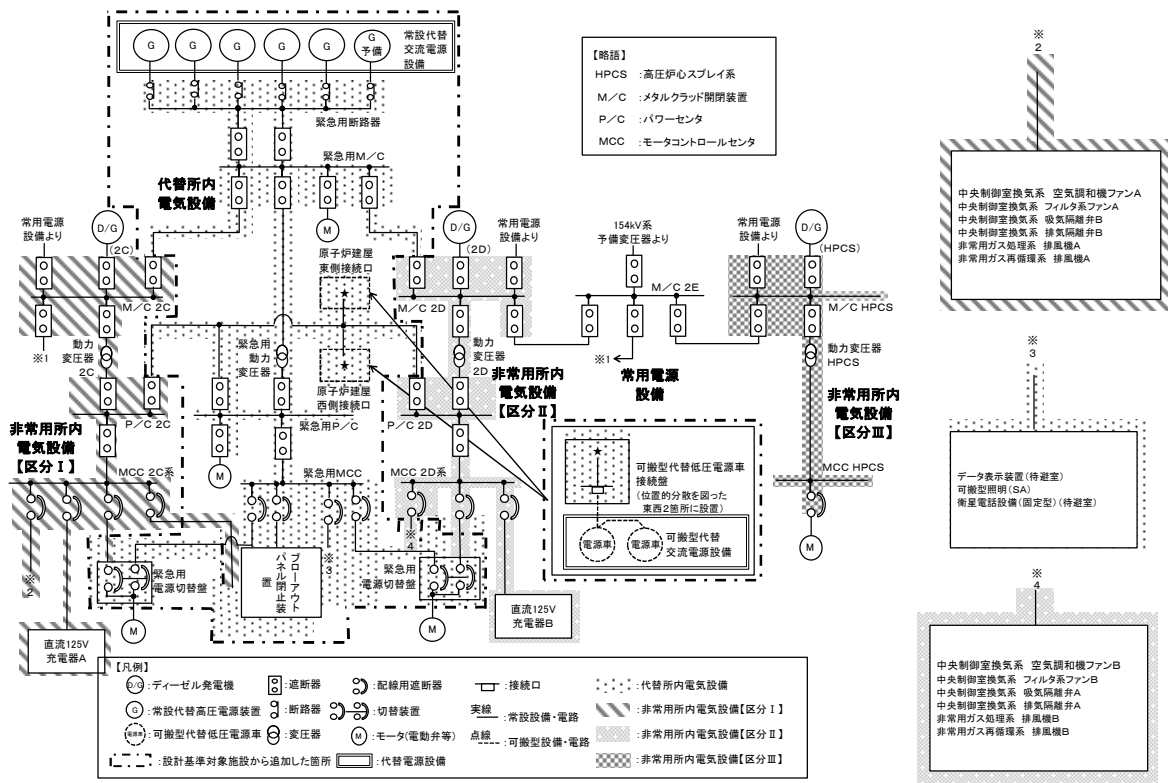 G
G
G
G
G
G
予備
常設代替
交流電源
設備
緊急用断路器
緊急用M/C
代替所内
電気設備
【略語】
HPCS :高圧炉心スプレイ系
M/C :メタルクラッド開閉装置
P/C :パワーセンタ
MCC :モータコントロールセンタ
常用電源
設備より
D/G
(2C)
M
原子炉建屋
東側接続口
D/G
(2D)
常用電源
設備より
154kV系
予備変圧器より
常用電源
設備より
D/G
(HPCS)
M/C 2C
M/C 2D
M/C 2E
M/C HPCS
※1
動力
変圧器
2C
緊急用
動力
変圧器
原子炉建屋
西側接続口
動力
変圧器
2D
※1
常用電源
設備
動力変圧器
HPCS
非常用所内
電気設備
【区分Ⅰ】
P/C 2C
緊急用P/C
P/C 2D
非常用所内
電気設備
【区分Ⅱ】
非常用所内
電気設備
【区分Ⅲ】
M
MCC 2C系
緊急用MCC
MCC 2D系
MCC HPCS
可搬型代替低圧電源車
接続盤
(位置的分散を図った
東西2箇所に設置)
電源車
電源車
可搬型代替
交流電源設備
※2
緊急用
電源切替盤
ブローアウト
パネル閉止装
置
※3
※4
緊急用
電源切替盤
M
M
M
直流125V
充電器A
直流125V
充電器B
【凡例】
D/G :ディーゼル発電機
:遮断器
:配線用遮断器
:接続口
:代替所内電気設備
G :常設代替高圧電源装置
:断路器
:切替装置
実線
:常設設備・電路
:非常用所内電気設備【区分Ⅰ】
電源車 :可搬型代替低圧電源車
:変圧器
M :モータ(電動弁等)
点線
:可搬型設備・電路
:非常用所内電気設備【区分Ⅱ】
:設計基準対象施設から追加した箇所
:代替電源設備
:非常用所内電気設備【区分Ⅲ】
※2
中央制御室換気系 空気調和機ファンA
中央制御室換気系 フィルタ系ファンA
中央制御室換気系 吸気隔離弁B
中央制御室換気系 排気隔離弁B
非常用ガス処理系 排風機A
非常用ガス再循環系 排風機A
※3
データ表示装置(待避室)
可搬型照明(SA)
衛星電話設備(固定型)(待避室)
※4
中央制御室換気系 空気調和機ファンB
中央制御室換気系 フィルタ系ファンB
中央制御室換気系 吸気隔離弁A
中央制御室換気系 排気隔離弁A
非常用ガス処理系 排風機B
非常用ガス再循環系 排風機B